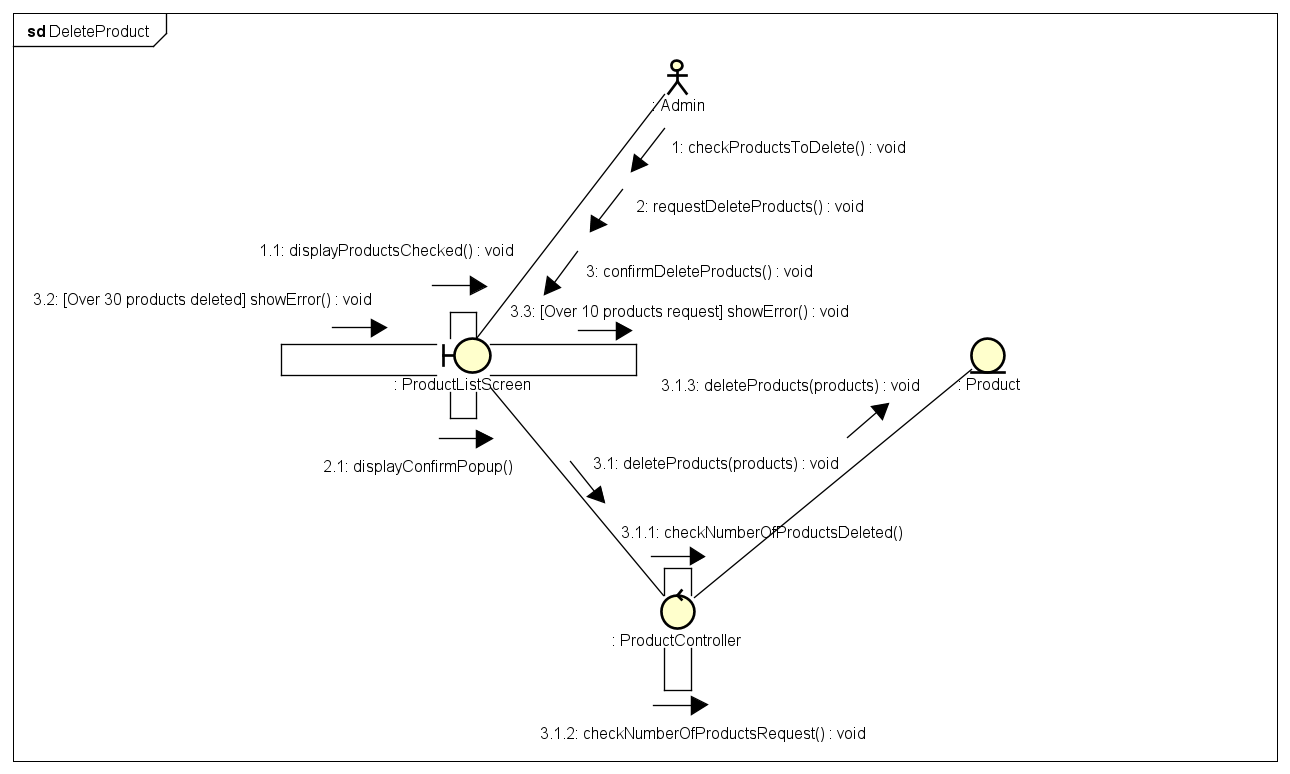 sd DeleteProduct
: Admin
1: checkProductsToDelete() : void
2: requestDeleteProducts() : void
1.1: displayProductsChecked() : void
3: confirmDeleteProducts() : void
3.2: [Over 30 products deleted] showError() : void
3.3: [Over 10 products request] showError() : void
: ProductListScreen
: Product
3.1.3: deleteProducts(products) : void
2.1: displayConfirmPopup()
3.1: deleteProducts(products) : void
3.1.1: checkNumberOfProductsDeleted()
: ProductController
3.1.2: checkNumberOfProductsRequest() : void